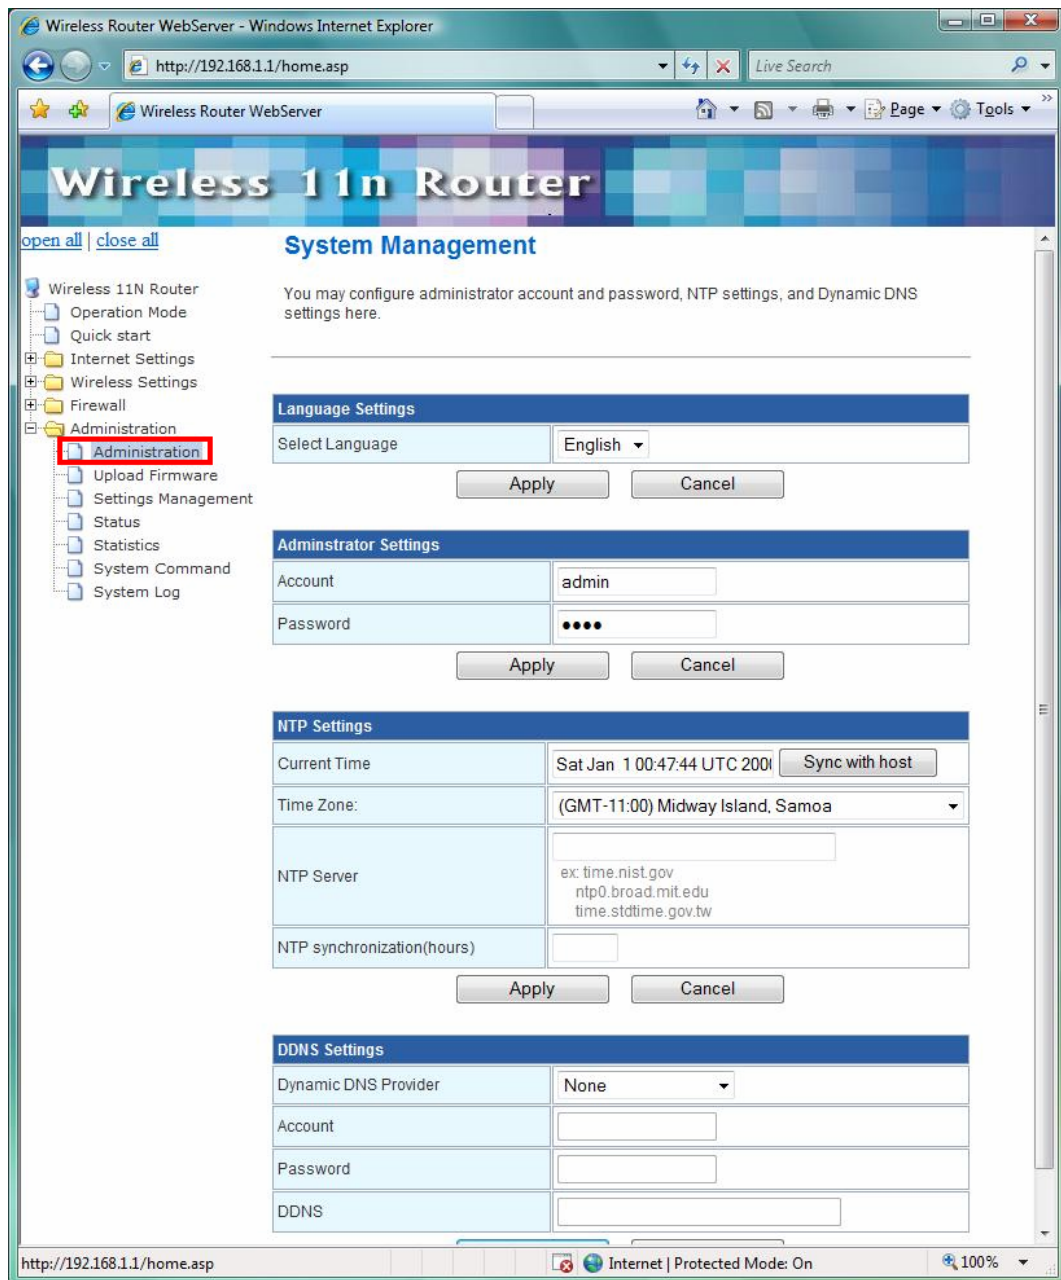 Wireless Router WebServer - Windows Internet Explorer
http://192.168.1.1/home.asp
Live Search
Wireless Router WebServer
Page
Tools
Wireless 11n Router
open all | close all
Wireless 11N Router
Operation Mode
Quick start
Internet Settings
Wireless Settings
Firewall
Administration
Administration
Upload Firmware
Settings Management
Status
Statistics
System Command
System Log
System Management
You may configure administrator account and password, NTP settings, and Dynamic DNS
settings here.
Language Settings
Select Language English
Apply Cancel
Adminstrator Settings
Account admin
Password ••••
Apply Cancel
NTP Settings
Current Time Sat Jan 1 00:47:44 UTC 200 Sync with host
Time Zone: (GMT-11:00) Midway Island, Samoa
NTP Server
ex: time.nist.gov
ntp0.broad.mit.edu
time.stdtime.gov.tw
NTP synchronization(hours)
Apply Cancel
DDNS Settings
Dynamic DNS Provider None
Account
Password
DDNS
http://192.168.1.1/home.asp
Internet | Protected Mode: On
100%